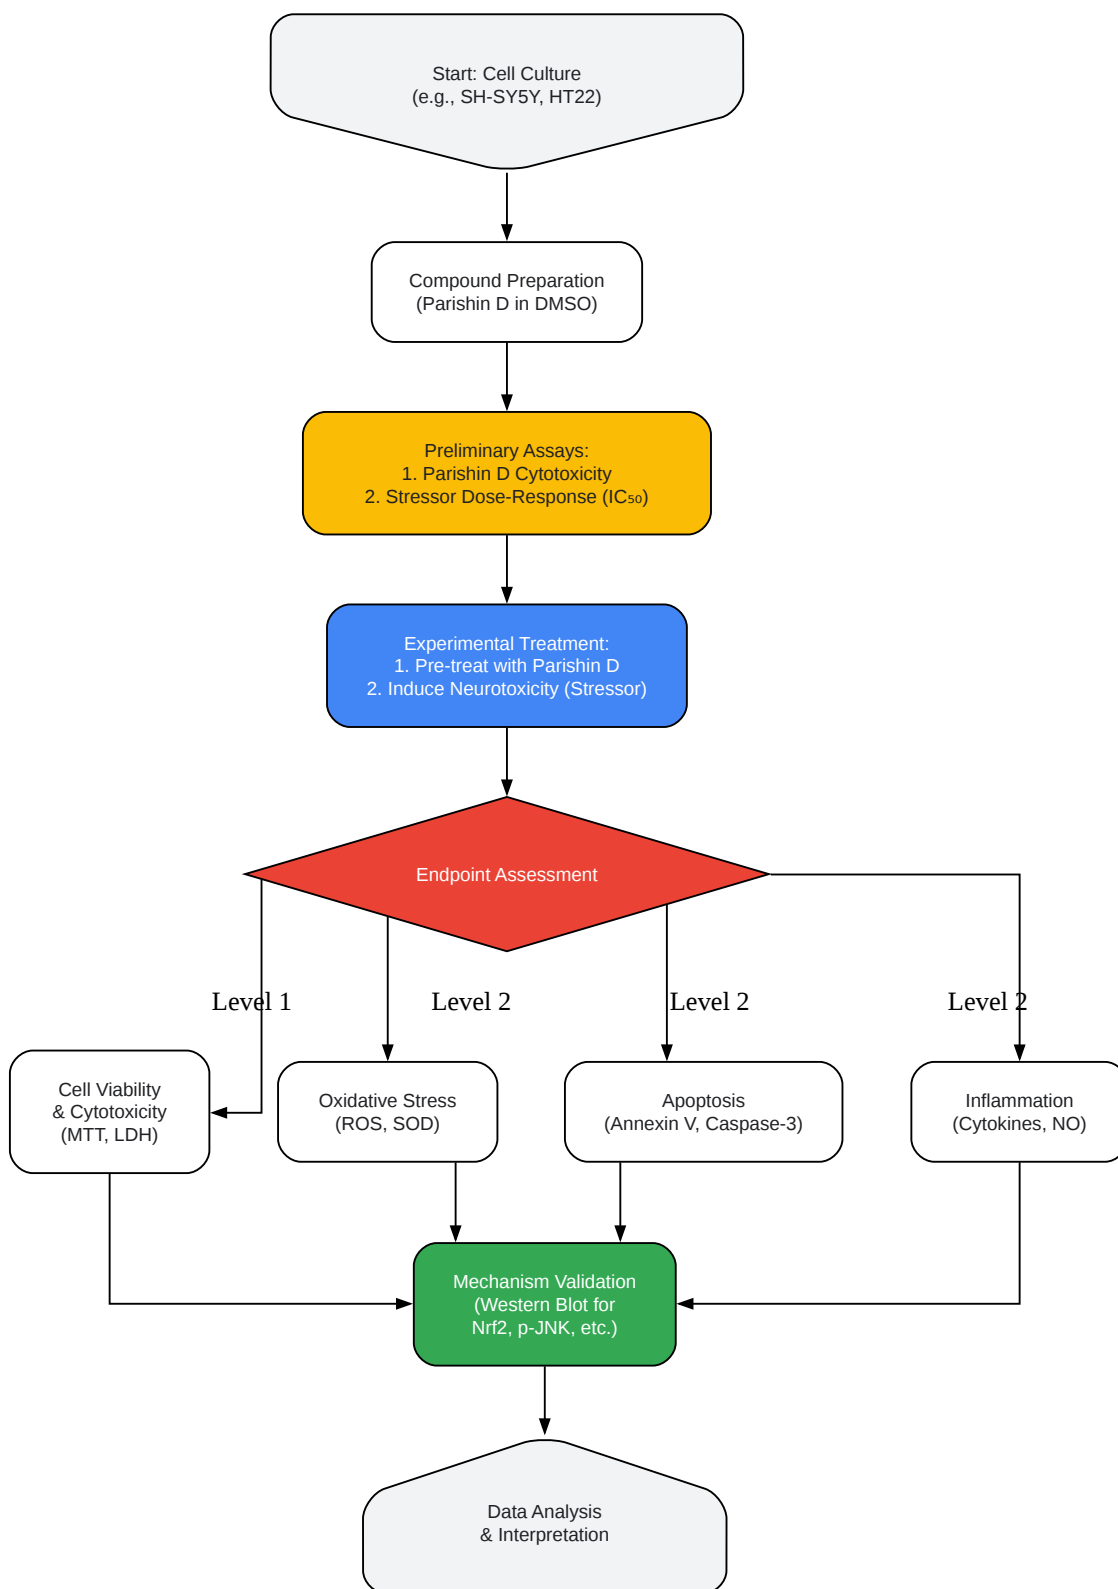 Start: Cell Culture
(e.g., SH-SY5Y, HT22)
Compound Preparation
(Parishin D in DMSO)
Preliminary Assays:
1. Parishin D Cytotoxicity
2. Stressor Dose-Response (IC₅₀)
Experimental Treatment:
1. Pre-treat with Parishin D
2. Induce Neurotoxicity (Stressor)
Endpoint Assessment
Level 1
Level 2
Level 2
Level 2
Cell Viability
& Cytotoxicity
(MTT, LDH)
Oxidative Stress
(ROS, SOD)
Apoptosis
(Annexin V, Caspase-3)
Inflammation
(Cytokines, NO)
Mechanism Validation
(Western Blot for
Nrf2, p-JNK, etc.)
Data Analysis
& Interpretation